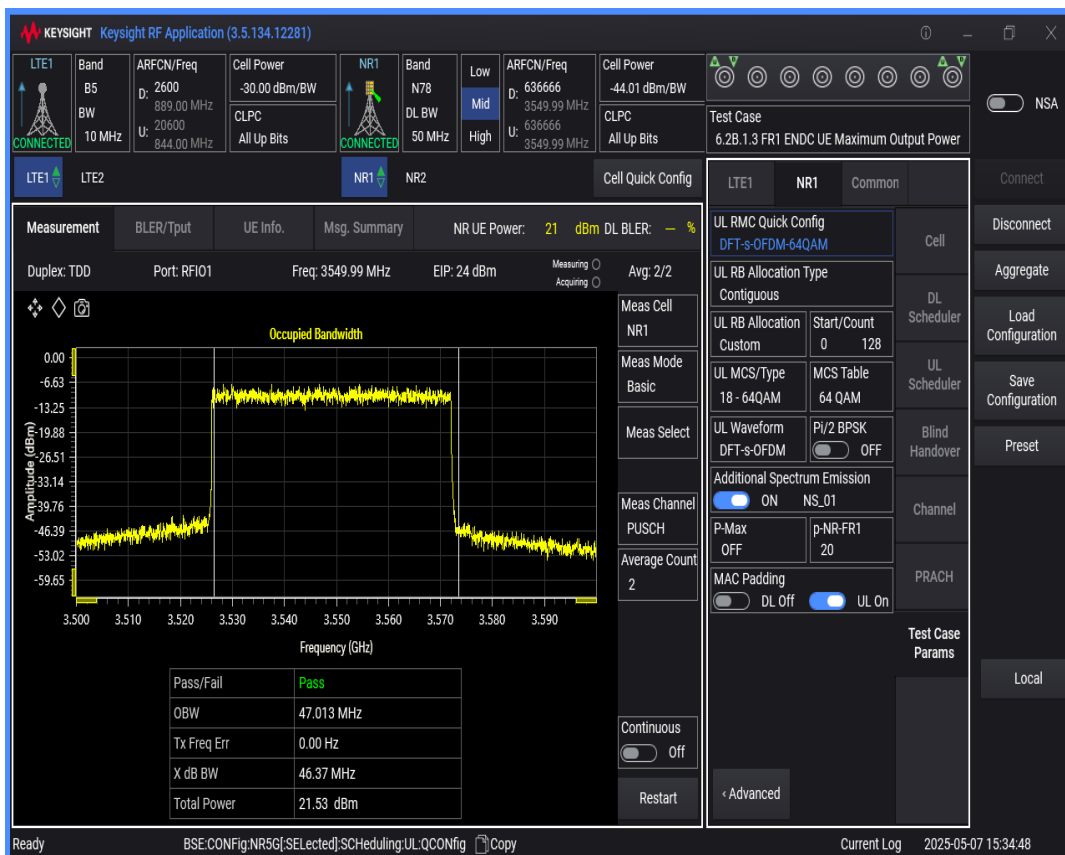 KEYSIGHT Keysight RF Application (3.5.134.12281)
LTE1
CONNECTED
Band
B5
BW
10 MHz
ARFCN/Freq
D: 2600
889.00 MHz
U: 20600
844.00 MHz
Cell Power
-30.00 dBm/BW
CLPC
All Up Bits
NR1
CONNECTED
Band
N78
DL BW
50 MHz
Low
Mid
High
ARFCN/Freq
D: 636666
3549.99 MHz
U: 636666
3549.99 MHz
Cell Power
-44.01 dBm/BW
CLPC
All Up Bits
Test Case
6.2B.1.3 FR1 ENDC UE Maximum Output Power
NSA
LTE1 LTE2
NR1 NR2
Cell Quick Config
Measurement BLER/Tput UE Info. Msg. Summary NR UE Power: 21 dBm DL BLER: — %
Duplex: TDD Port: RFIO1 Freq: 3549.99 MHz EIP: 24 dBm Measuring Avg: 2/2
Acquiring
Occupied Bandwidth
Amplitude (dBm)
0.00
-6.63
-13.25
-19.88
-26.51
-33.14
-39.76
-46.39
-53.02
-59.65
3.500 3.510 3.520 3.530 3.540 3.550 3.560 3.570 3.580 3.590
Frequency (GHz)
Pass/Fail Pass
OBW 47.013 MHz
Tx Freq Err 0.00 Hz
X dB BW 46.37 MHz
Total Power 21.53 dBm
Meas Cell
NR1
Meas Mode
Basic
Meas Select
Meas Channel
PUSCH
Average Count
2
Continuous
Off
Restart
LTE1 NR1 Common
UL RMC Quick Config
DFT-s-OFDM-64QAM
UL RB Allocation Type
Contiguous
UL RB Allocation
Custom
Start/Count
0 128
UL MCS/Type
18 - 64QAM
MCS Table
64 QAM
UL Waveform
DFT-s-OFDM
Pi/2 BPSK
OFF
Additional Spectrum Emission
ON NS_01
P-Max
OFF
p-NR-FR1
20
MAC Padding
DL Off UL On
‹ Advanced
Cell
DL
Scheduler
UL
Scheduler
Blind
Handover
Channel
PRACH
Test Case
Params
Connect
Disconnect
Aggregate
Load
Configuration
Save
Configuration
Preset
Local
Ready BSE:CONFig:NR5G[:SELected]:SCHeduling:UL:QCONfig Copy Current Log 2025-05-07 15:34:48